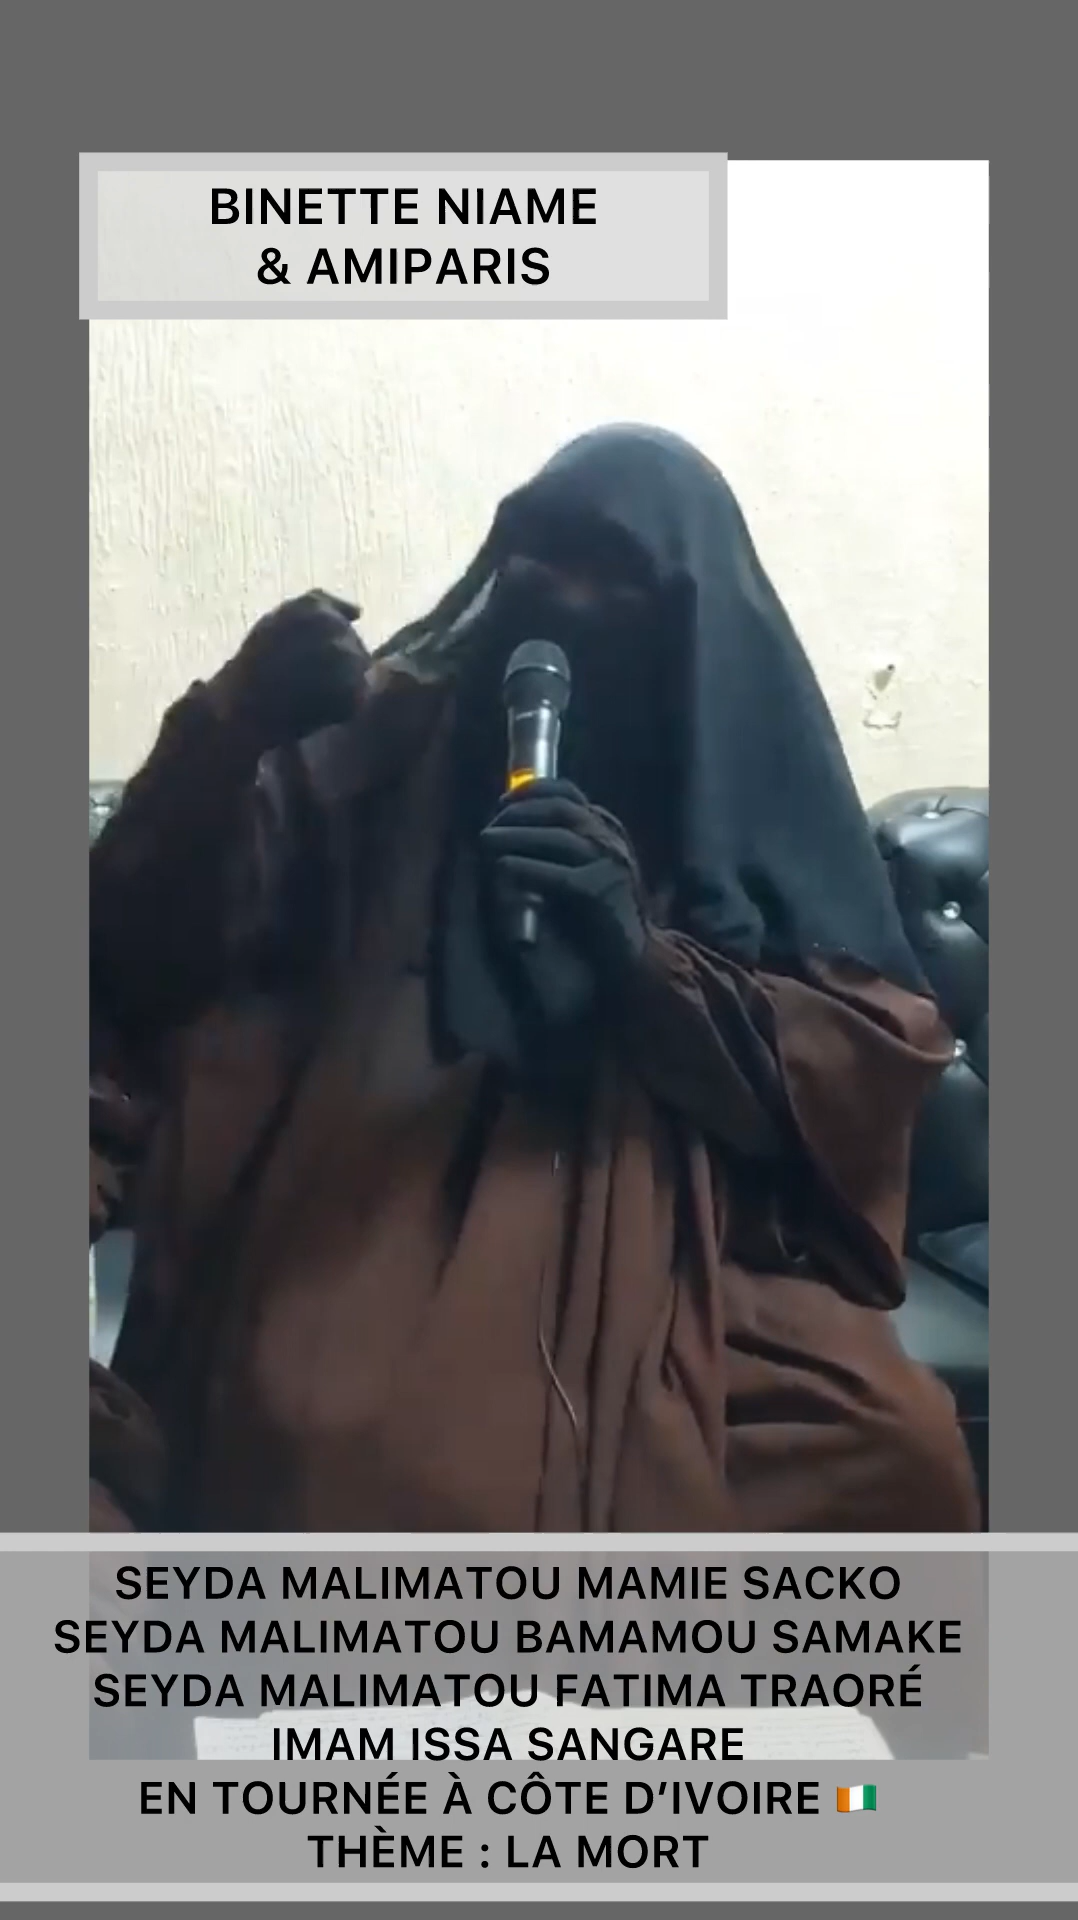 BINETTE NIAME
& AMIPARIS
SEYDA MALIMATOU MAMIE SACKO
SEYDA MALIMATOU BAMAMOU SAMAKE
SEYDA MALIMATOU FATIMA TRAORÉ
IMAM ISSA SANGARE
EN TOURNÉE À CÔTE D’IVOIRE 🇨🇮
THÈME : LA MORT